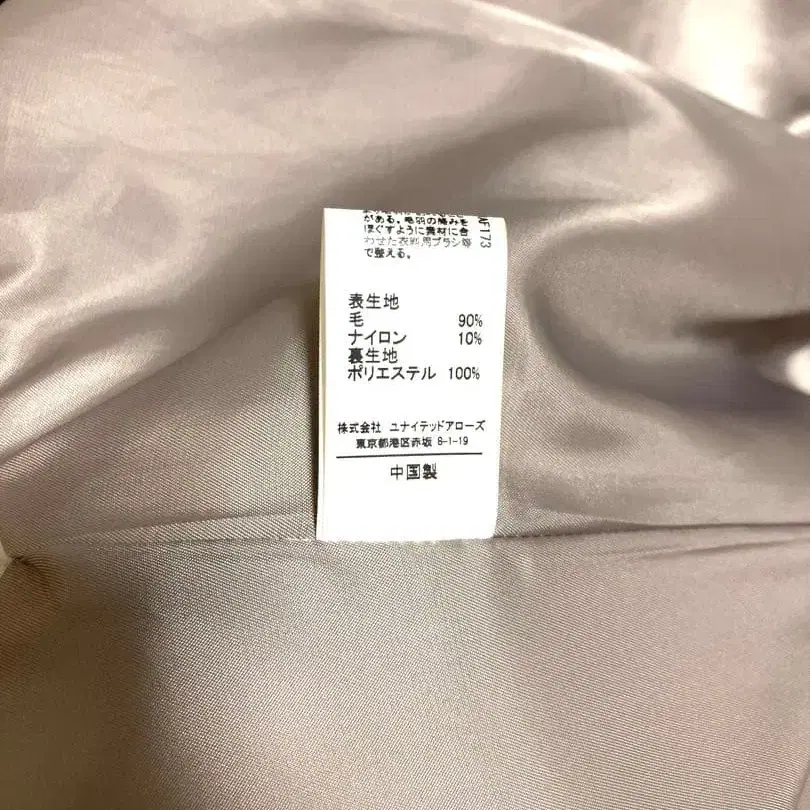 がある。毛羽の絡みを
ほぐすように素材に合
わせた衣料用ブラシ等
で整える。
表生地
毛 90%
ナイロン 10%
裏生地
ポリエステル 100%
株式会社 ユナイテッドアローズ
東京都港区赤坂 8-1-19
中国製
NF173